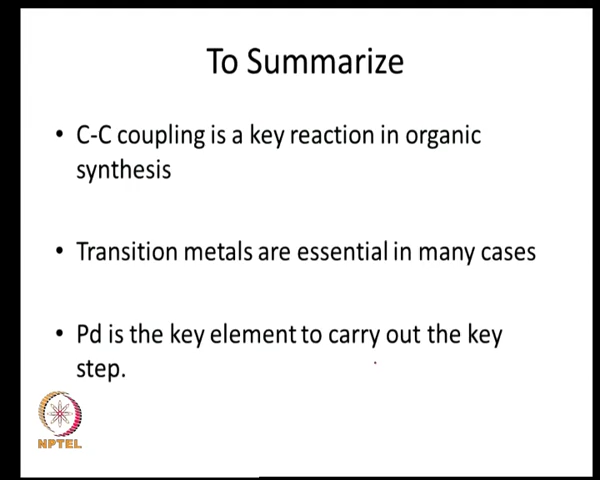 To Summarize
• C-C coupling is a key reaction in organic
synthesis
• Transition metals are essential in many cases
• Pd is the key element to carry out the key
step.
NPTEL